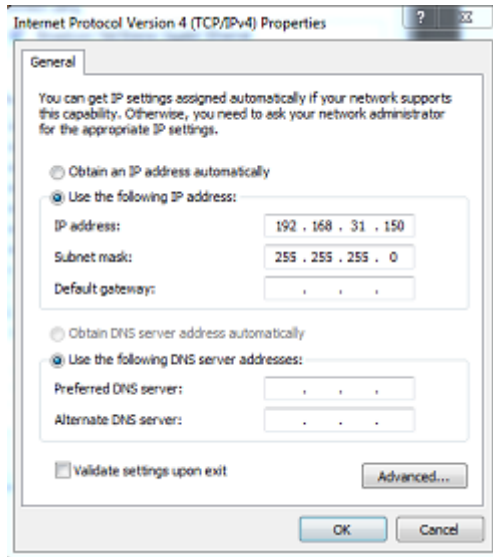 Internet Protocol Version 4 (TCP/IPv4) Properties
General
You can get IP settings assigned automatically if your network supports
this capability. Otherwise, you need to ask your network administrator
for the appropriate IP settings.
Obtain an IP address automatically
Use the following IP address:
IP address: 192 . 168 . 31 . 150
Subnet mask: 255 . 255 . 255 . 0
Default gateway: . . .
Obtain DNS server address automatically
Use the following DNS server addresses:
Preferred DNS server: . . .
Alternate DNS server: . . .
Validate settings upon exit
Advanced...
OK Cancel